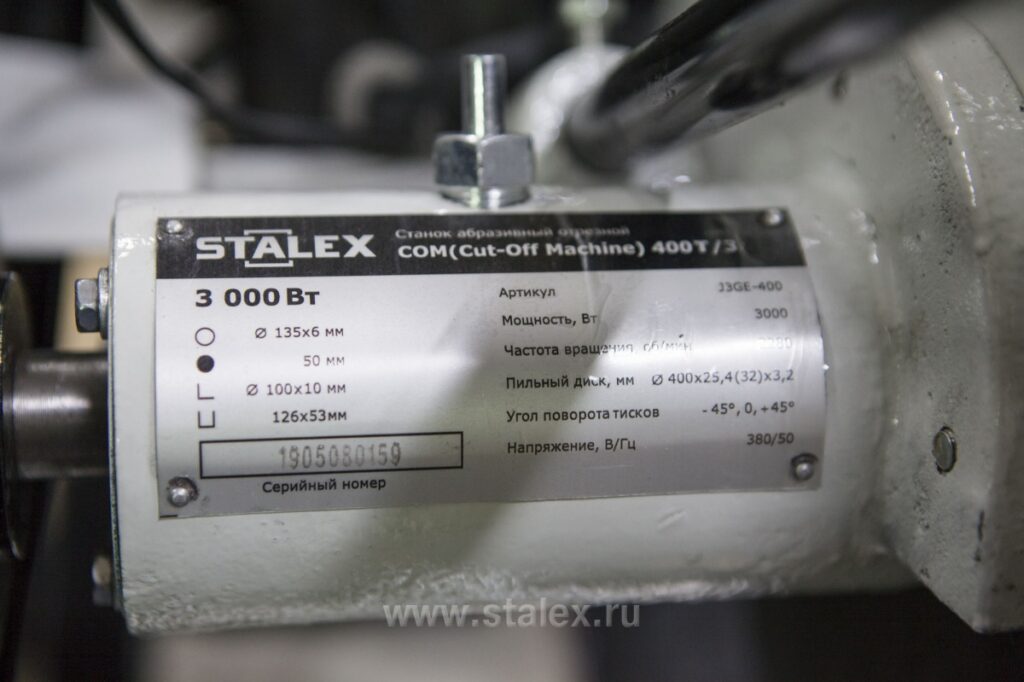 STALEX
Станок абразивный отрезной
COM(Cut-Off Machine) 400T/3
3 000 Вт
Ø 135x6 мм
50 мм
Ø 100x10 мм
126x53мм
1905080159
Серийный номер
Артикул J3GE-400
Мощность, Вт 3000
Частота вращения, об/мин
Пильный диск, мм Ø 400x25,4(32)x3,2
Угол поворота тисков - 45°, 0, +45°
Напряжение, В/Гц 380/50
www.stalex.ru